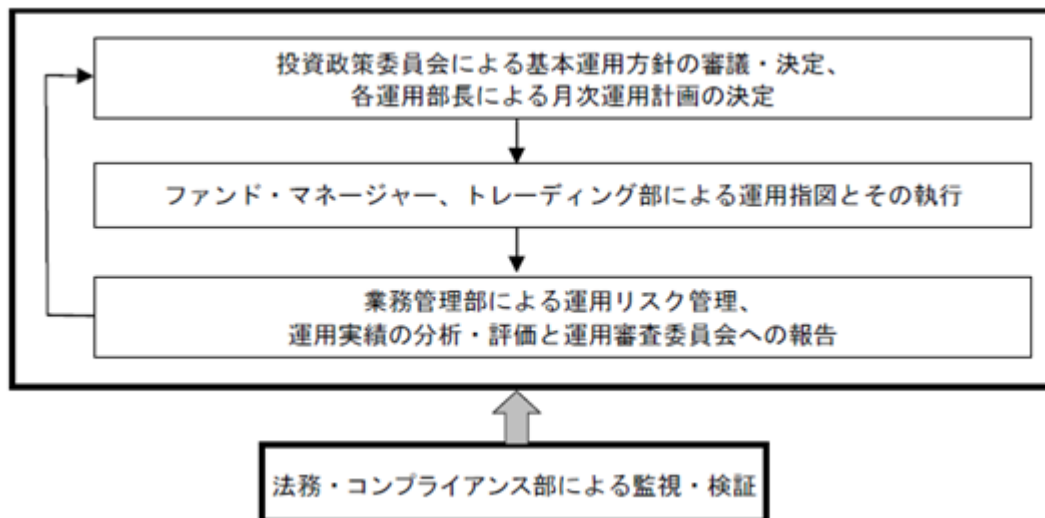 投資政策委員会による基本運用方針の審議・決定、
各運用部長による月次運用計画の決定
ファンド・マネージャー、トレーディング部による運用指図とその執行
業務管理部による運用リスク管理、
運用実績の分析・評価と運用審査委員会への報告
法務・コンプライアンス部による監視・検証